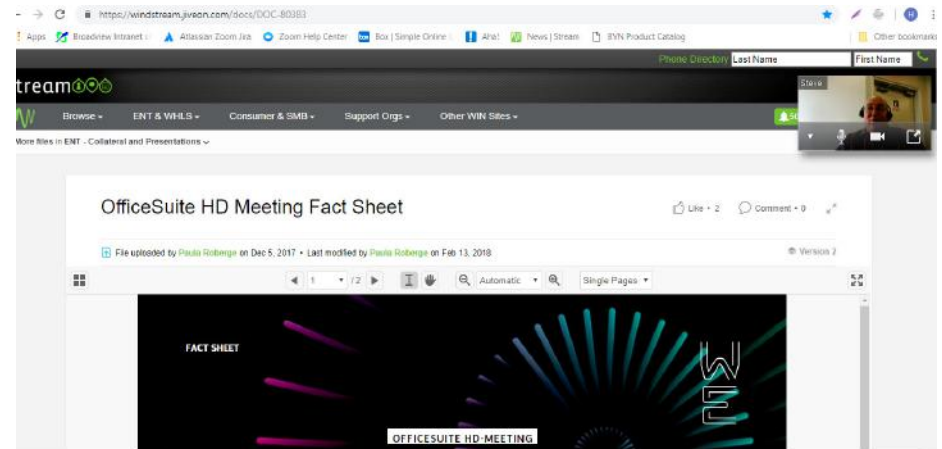 https://windstream.jiveon.com/docs/DOC-80383
Apps Broadview Intranet Atlassian Zoom Jira Zoom Help Center Box | Simple Online Aha! News | Stream BVN Product Catalog Other bookmarks
Phone Directory Last Name First Name
tream
Steve
Browse ENT & WHLS Consumer & SMB Support Orgs Other WIN Sites
More files in ENT - Collateral and Presentations
OfficeSuite HD Meeting Fact Sheet
Like • 2 Comment • 0
File uploaded by Paula Roberge on Dec 5, 2017 • Last modified by Paula Roberge on Feb 13, 2018
Version 2
1 / 2 Automatic Single Pages
FACT SHEET
WE
OFFICESUITE HD-MEETING